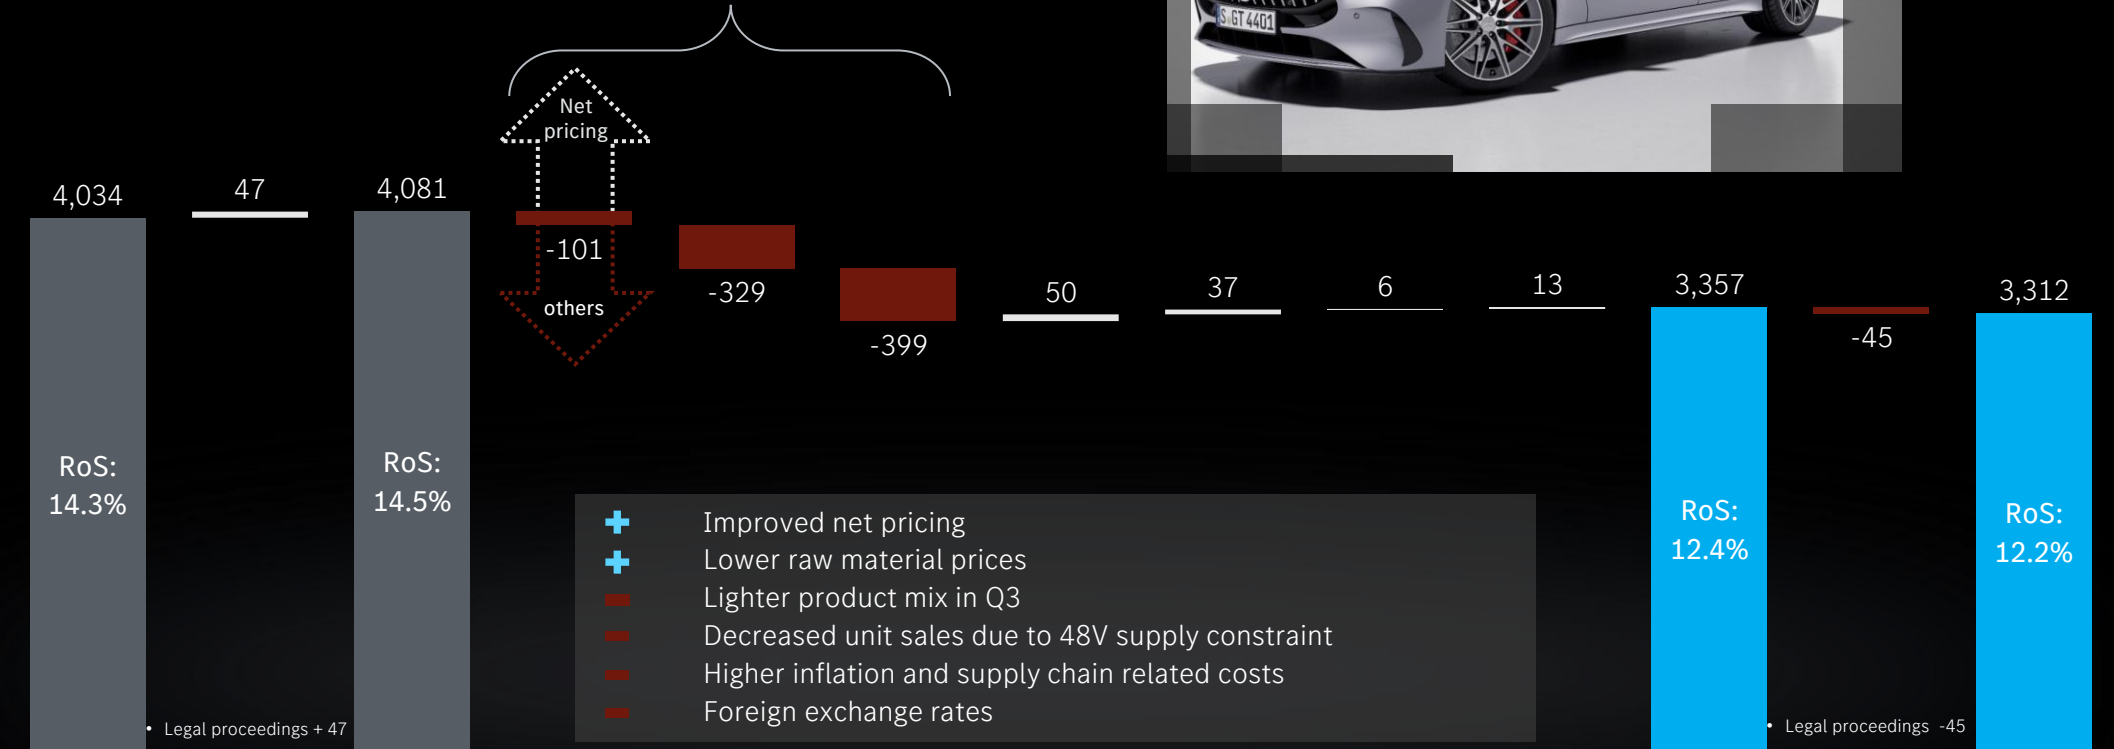 S GT 4401
Net
pricing
4,034
47
4,081
-101
others
-329
-399
50
37
6
13
3,357
-45
3,312
RoS:
14.3%
RoS:
14.5%
RoS:
12.4%
RoS:
12.2%
Improved net pricing
Lower raw material prices
Lighter product mix in Q3
Decreased unit sales due to 48V supply constraint
Higher inflation and supply chain related costs
Foreign exchange rates
• Legal proceedings + 47
• Legal proceedings -45